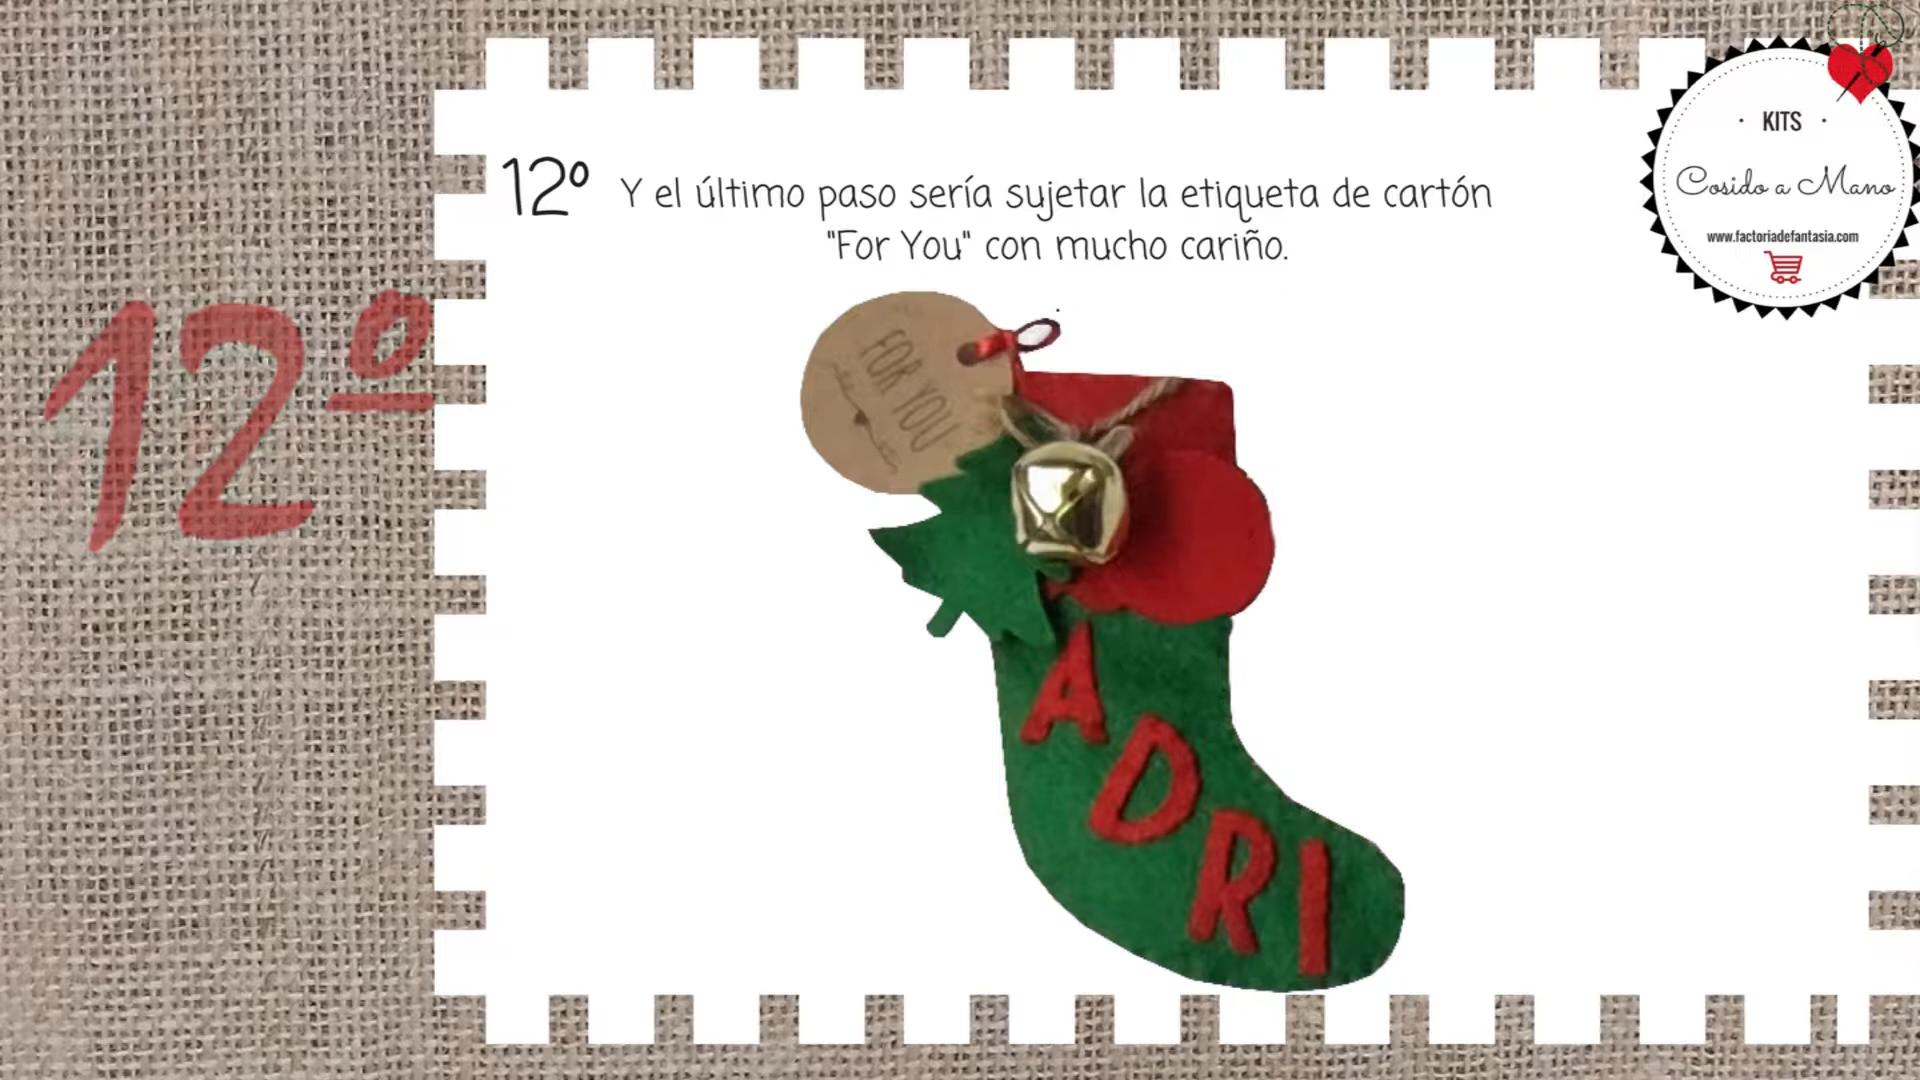 12º
12º Y el último paso sería sujetar la etiqueta de cartón
"For You" con mucho cariño.
· KITS ·
Cosido a Mano
www.factoriadefantasia.com
FOR YOU
A
D
R
I